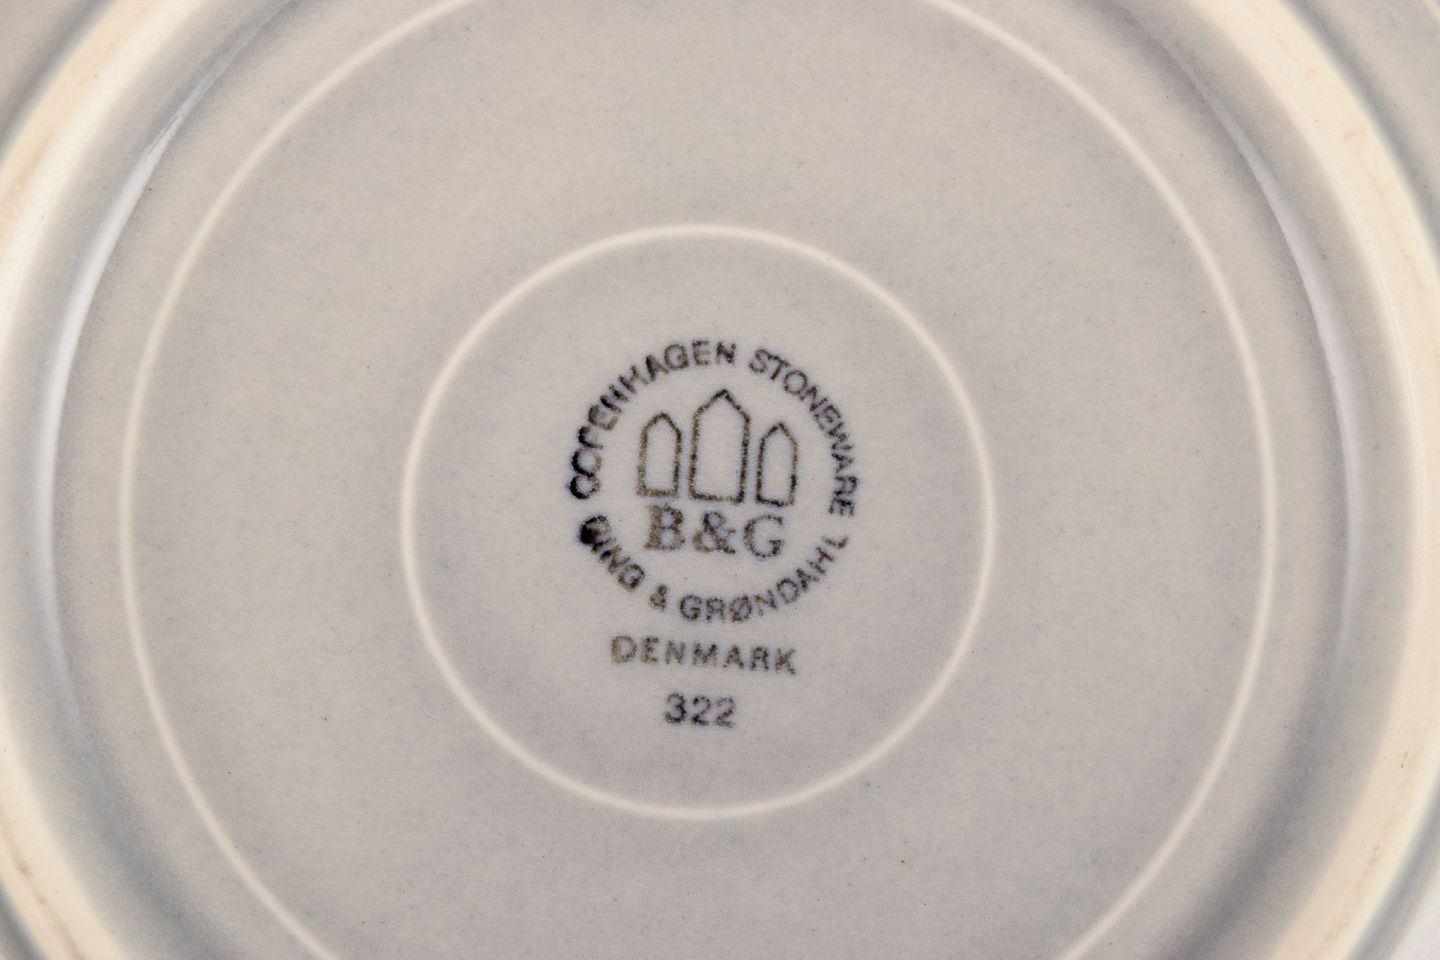 COPENHAGEN STONEWARE
B&G
BING & GRØNDAHL
DENMARK
322